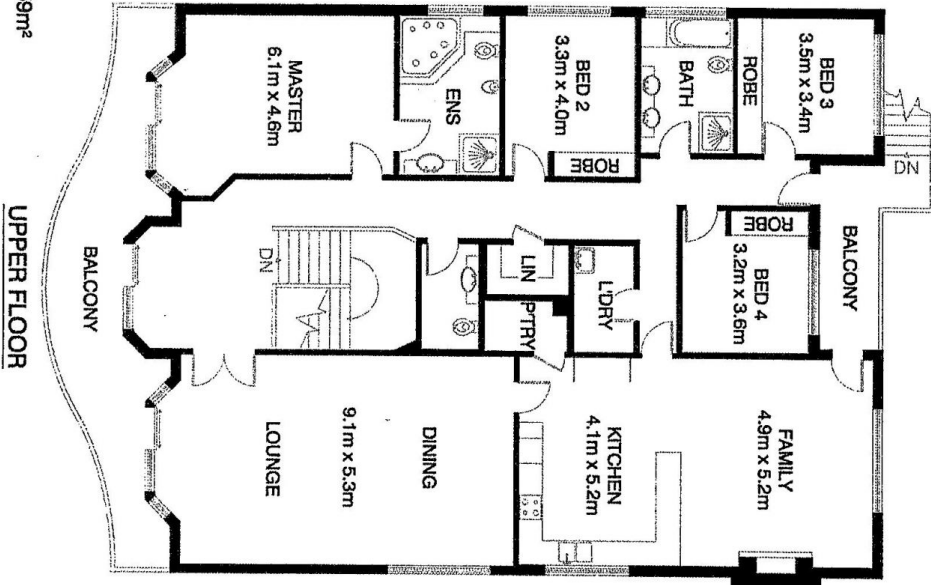 9m²
UPPER FLOOR
BALCONY
MASTER
6.1m x 4.6m
ENS
BED 2
3.3m x 4.0m
ROBE
BATH
BED 3
3.5m x 3.4m
ROBE
DN
BALCONY
BED 4
3.2m x 3.6m
ROBE
LIN
L'DRY
P'TRY
DN
LOUNGE
9.1m x 5.3m
DINING
KITCHEN
4.1m x 5.2m
FAMILY
4.9m x 5.2m